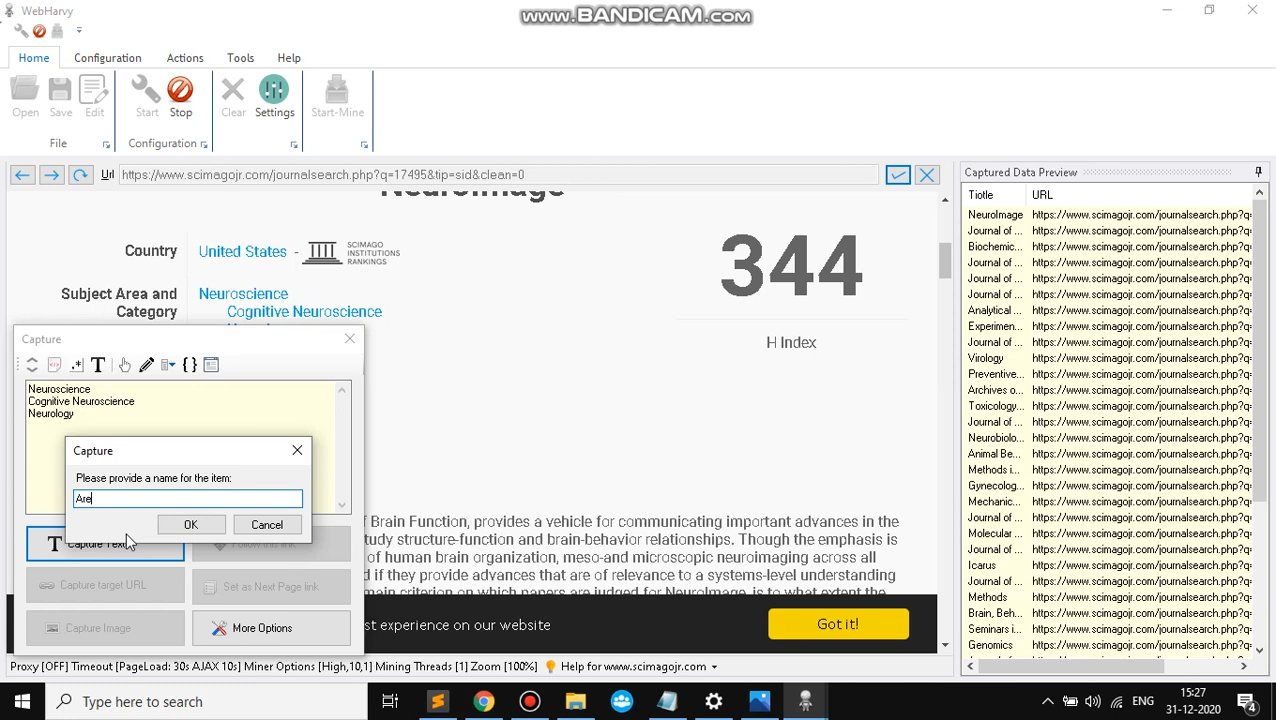 WebHarvy
www.BANDICAM.com
Home Configuration Actions Tools Help
Open Save Edit Start Stop Clear Settings Start-Mine
File Configuration
Url https://www.scimagojr.com/journalsearch.php?q=17495&tip=sid&clean=0
NeuroImage
Country United States - SCIMAGO INSTITUTIONS RANKINGS
344
H Index
Subject Area and Category
Neuroscience
Cognitive Neuroscience
Capture
Neuroscience
Cognitive Neuroscience
Neurology
Capture
Please provide a name for the item:
Are
OK Cancel
Capture Text Follow this link
Capture target URL Set as Next Page link
Capture Image More Options
of Brain Function, provides a vehicle for communicating important advances in the
tudy structure-function and brain-behavior relationships. Though the emphasis is
of human brain organization, meso-and microscopic neuroimaging across all
d if they provide advances that are of relevance to a systems-level understanding
main criterion on which papers are judged for NeuroImage, is to what extent the
st experience on our website Got it!
Captured Data Preview
Tiotle URL
NeuroImage https://www.scimagojr.com/journalsearch.php?q=
Journal of ... https://www.scimagojr.com/journalsearch.php?q=
Biochemic... https://www.scimagojr.com/journalsearch.php?q=
Journal of ... https://www.scimagojr.com/journalsearch.php?q=
Journal of ... https://www.scimagojr.com/journalsearch.php?q=
Journal of ... https://www.scimagojr.com/journalsearch.php?q=
Analytical ... https://www.scimagojr.com/journalsearch.php?q=
Experimen... https://www.scimagojr.com/journalsearch.php?q=
Journal of ... https://www.scimagojr.com/journalsearch.php?q=
Virology https://www.scimagojr.com/journalsearch.php?q=
Preventive... https://www.scimagojr.com/journalsearch.php?q=
Archives o... https://www.scimagojr.com/journalsearch.php?q=
Toxicology... https://www.scimagojr.com/journalsearch.php?q=
Journal of ... https://www.scimagojr.com/journalsearch.php?q=
Neurobiolo... https://www.scimagojr.com/journalsearch.php?q=
Animal Be... https://www.scimagojr.com/journalsearch.php?q=
Methods i... https://www.scimagojr.com/journalsearch.php?q=
Gynecolog... https://www.scimagojr.com/journalsearch.php?q=
Mechanic... https://www.scimagojr.com/journalsearch.php?q=
Journal of ... https://www.scimagojr.com/journalsearch.php?q=
Molecular ... https://www.scimagojr.com/journalsearch.php?q=
Journal of ... https://www.scimagojr.com/journalsearch.php?q=
Icarus https://www.scimagojr.com/journalsearch.php?q=
Journal of ... https://www.scimagojr.com/journalsearch.php?q=
Methods https://www.scimagojr.com/journalsearch.php?q=
Brain, Beh... https://www.scimagojr.com/journalsearch.php?q=
Seminars i... https://www.scimagojr.com/journalsearch.php?q=
Journal of ... https://www.scimagojr.com/journalsearch.php?q=
Genomics https://www.scimagojr.com/journalsearch.php?q=
Proxy [OFF] Timeout [PageLoad: 30s AJAX 10s] Miner Options [High,10,1] Mining Threads [1] Zoom [100%] Help for www.scimagojr.com
Type here to search
ENG
15:27
31-12-2020
4